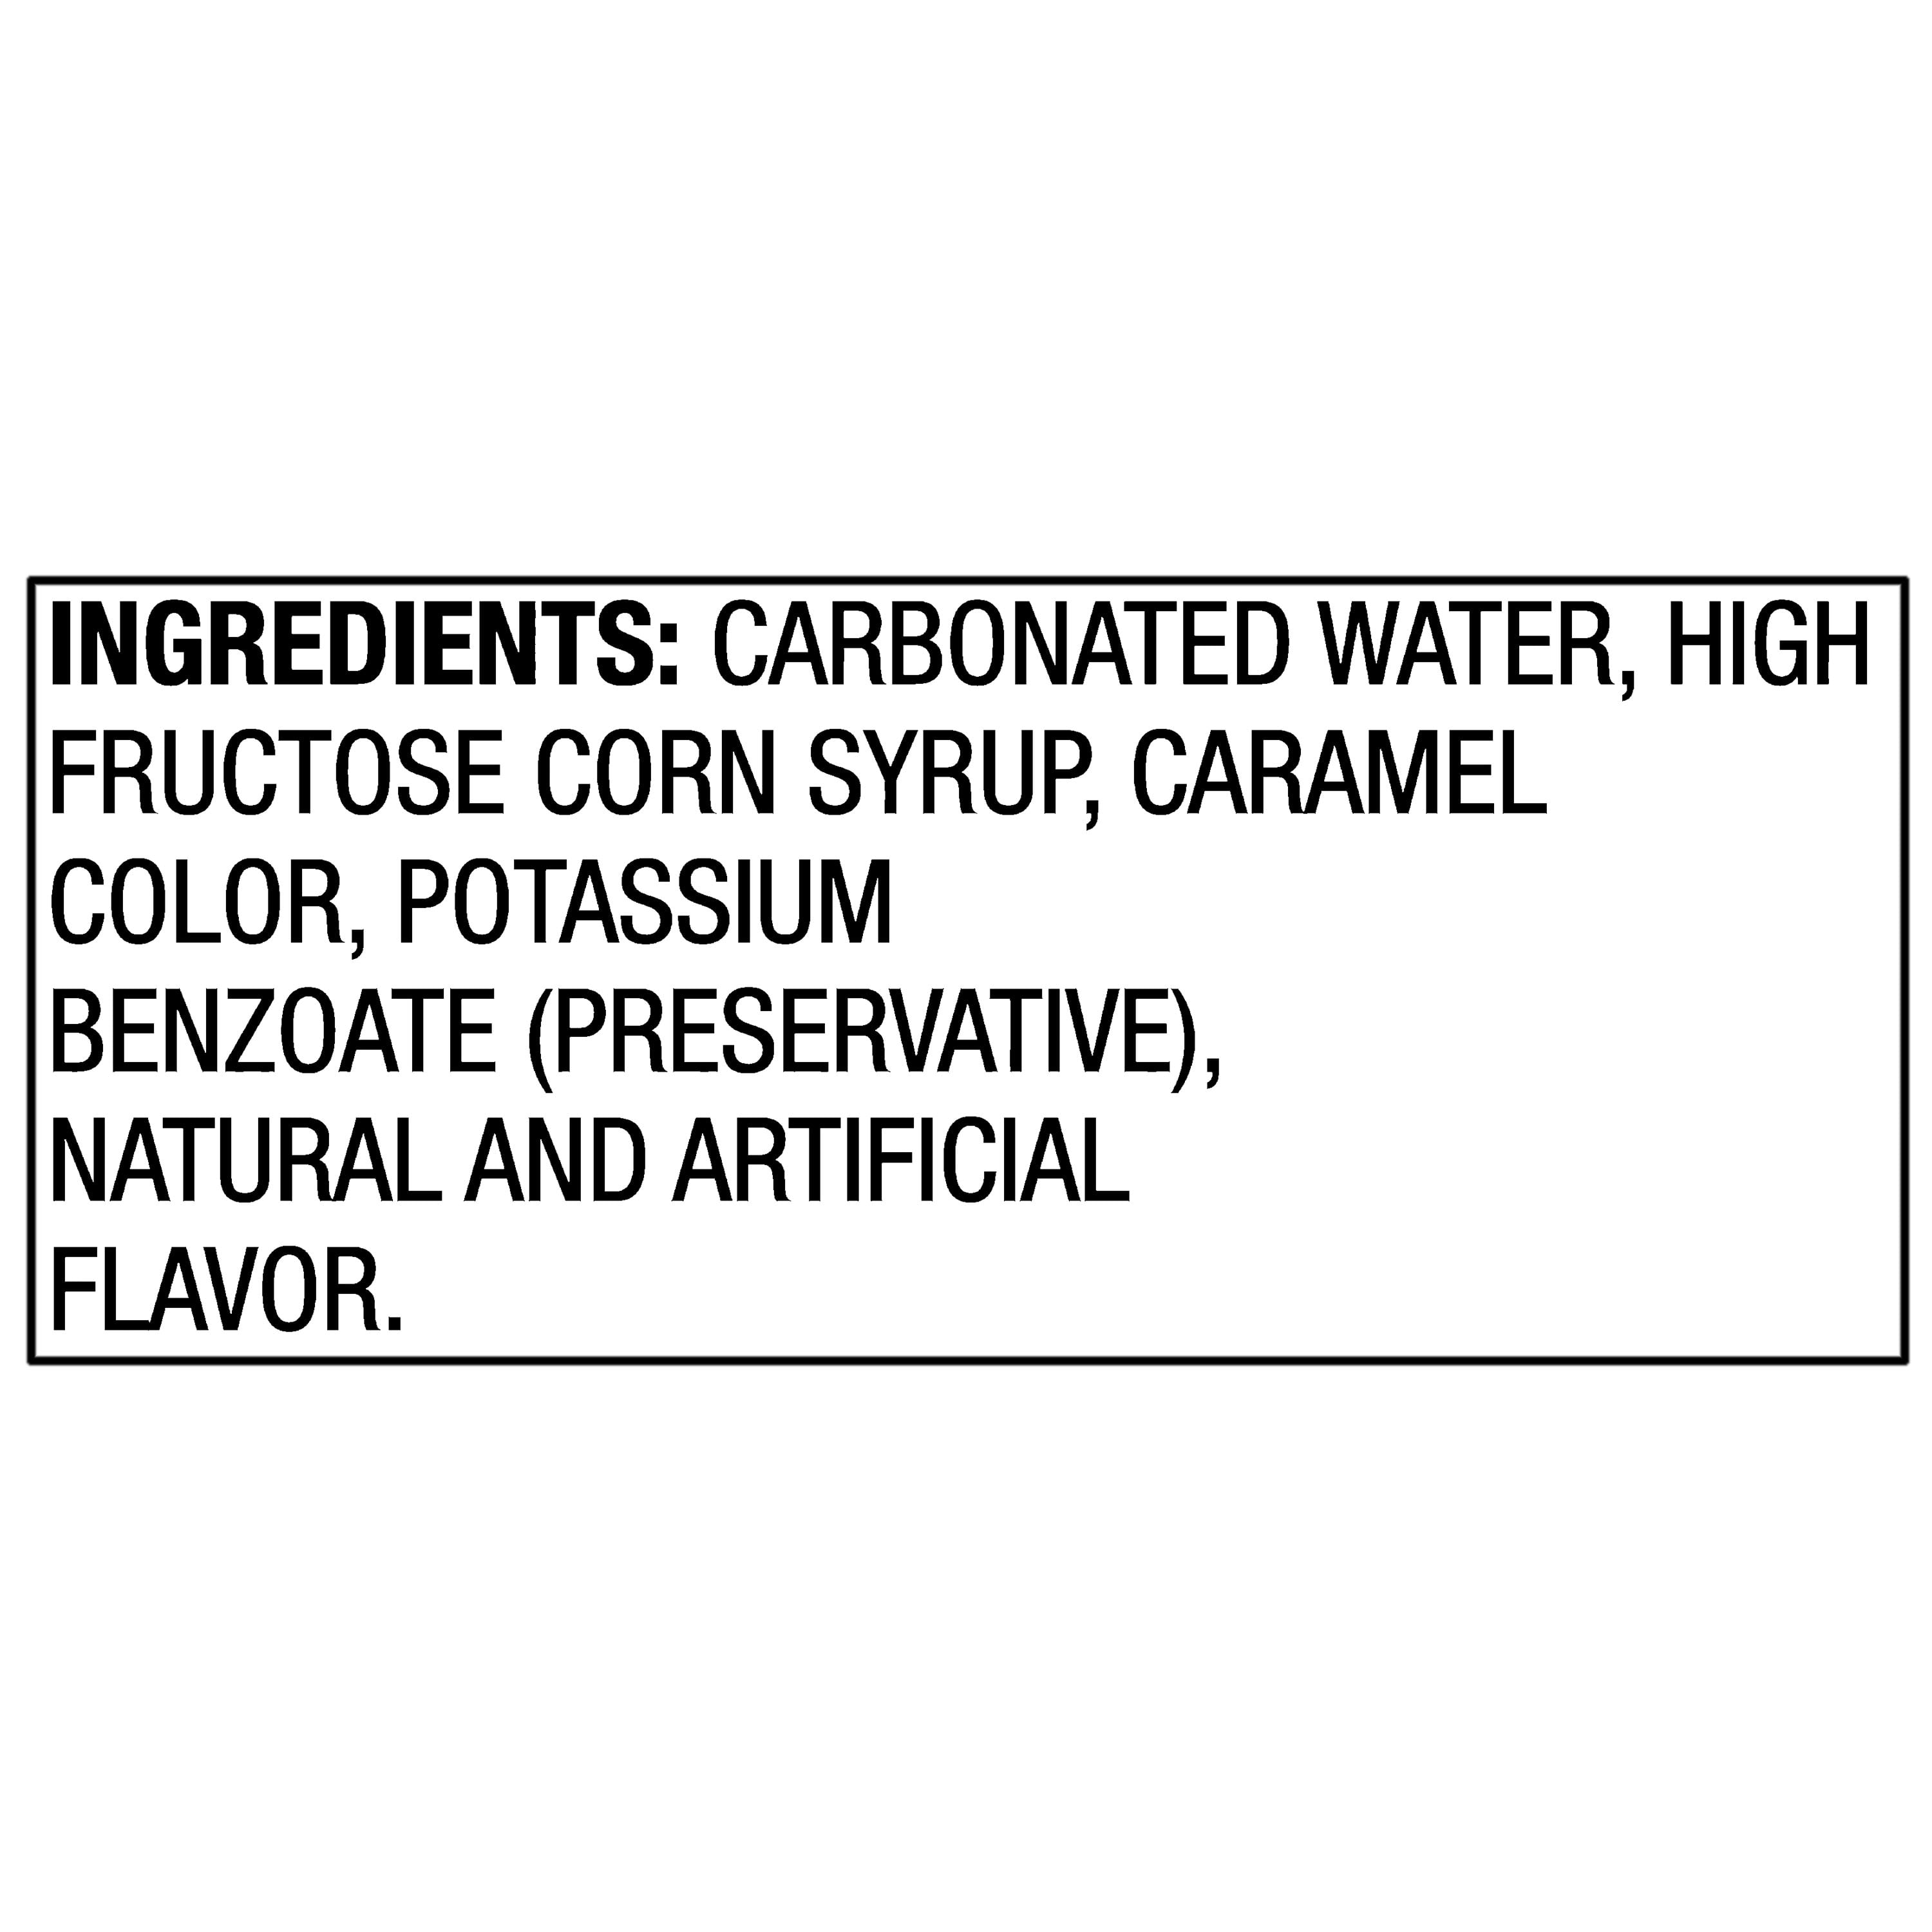 INGREDIENTS: CARBONATED WATER, HIGH
FRUCTOSE CORN SYRUP, CARAMEL
COLOR, POTASSIUM
BENZOATE (PRESERVATIVE),
NATURAL AND ARTIFICIAL
FLAVOR.